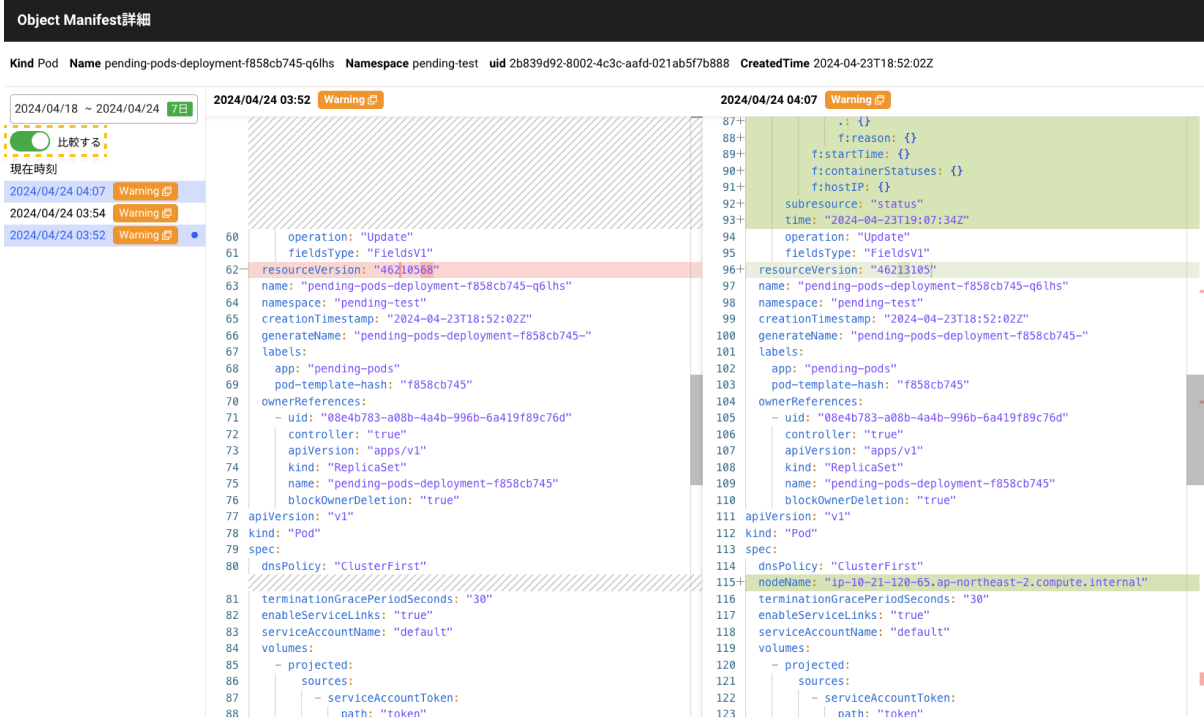 Object Manifest詳細
Kind Pod Name pending-pods-deployment-f858cb745-q6lhs Namespace pending-test uid 2b839d92-8002-4c3c-aafd-021ab5f7b888 CreatedTime 2024-04-23T18:52:02Z
2024/04/18 ~ 2024/04/24 7日
比較する
現在時刻
2024/04/24 04:07 Warning
2024/04/24 03:54 Warning
2024/04/24 03:52 Warning
2024/04/24 03:52 Warning
60 operation: "Update"
61 fieldsType: "FieldsV1"
62− resourceVersion: "46210568"
63 name: "pending-pods-deployment-f858cb745-q6lhs"
64 namespace: "pending-test"
65 creationTimestamp: "2024-04-23T18:52:02Z"
66 generateName: "pending-pods-deployment-f858cb745-"
67 labels:
68 app: "pending-pods"
69 pod-template-hash: "f858cb745"
70 ownerReferences:
71 - uid: "08e4b783-a08b-4a4b-996b-6a419f89c76d"
72 controller: "true"
73 apiVersion: "apps/v1"
74 kind: "ReplicaSet"
75 name: "pending-pods-deployment-f858cb745"
76 blockOwnerDeletion: "true"
77 apiVersion: "v1"
78 kind: "Pod"
79 spec:
80 dnsPolicy: "ClusterFirst"
81 terminationGracePeriodSeconds: "30"
82 enableServiceLinks: "true"
83 serviceAccountName: "default"
84 volumes:
85 - projected:
86 sources:
87 - serviceAccountToken:
88 path: "token"
2024/04/24 04:07 Warning
87+ .: {}
88+ f:reason: {}
89+ f:startTime: {}
90+ f:containerStatuses: {}
91+ f:hostIP: {}
92+ subresource: "status"
93+ time: "2024-04-23T19:07:34Z"
94 operation: "Update"
95 fieldsType: "FieldsV1"
96+ resourceVersion: "46213105"
97 name: "pending-pods-deployment-f858cb745-q6lhs"
98 namespace: "pending-test"
99 creationTimestamp: "2024-04-23T18:52:02Z"
100 generateName: "pending-pods-deployment-f858cb745-"
101 labels:
102 app: "pending-pods"
103 pod-template-hash: "f858cb745"
104 ownerReferences:
105 - uid: "08e4b783-a08b-4a4b-996b-6a419f89c76d"
106 controller: "true"
107 apiVersion: "apps/v1"
108 kind: "ReplicaSet"
109 name: "pending-pods-deployment-f858cb745"
110 blockOwnerDeletion: "true"
111 apiVersion: "v1"
112 kind: "Pod"
113 spec:
114 dnsPolicy: "ClusterFirst"
115+ nodeName: "ip-10-21-120-65.ap-northeast-2.compute.internal"
116 terminationGracePeriodSeconds: "30"
117 enableServiceLinks: "true"
118 serviceAccountName: "default"
119 volumes:
120 - projected:
121 sources:
122 - serviceAccountToken:
123 path: "token"